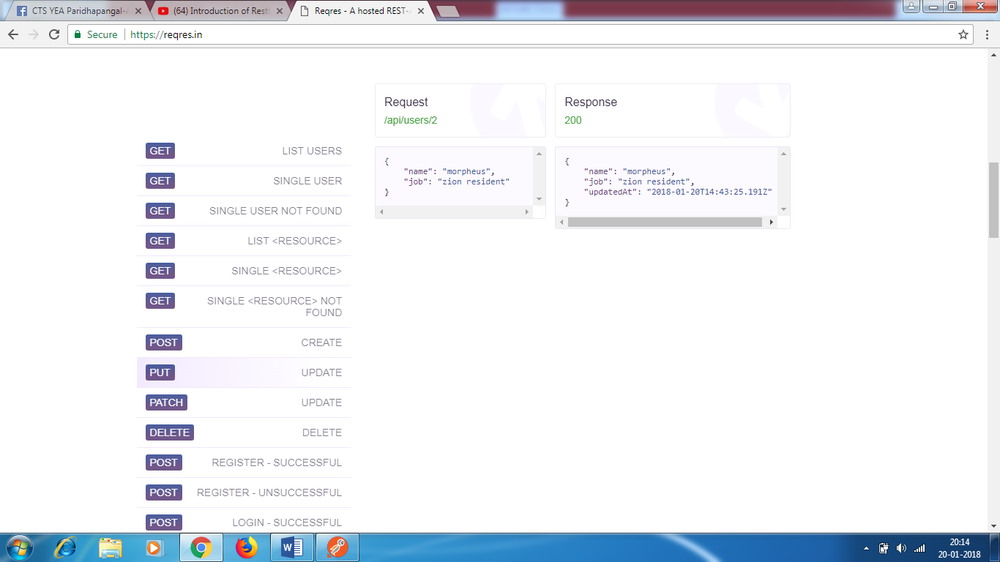 CTS YEA Paridhapangal-
(64) Introduction of Rest
Reqres - A hosted REST-
Secure
https://reqres.in
Request
/api/users/2
Response
200
{
"name": "morpheus",
"job": "zion resident"
}
{
"name": "morpheus",
"job": "zion resident",
"updatedAt": "2018-01-20T14:43:25.191Z"
}
GET LIST USERS
GET SINGLE USER
GET SINGLE USER NOT FOUND
GET LIST <RESOURCE>
GET SINGLE <RESOURCE>
GET SINGLE <RESOURCE> NOT
FOUND
POST CREATE
PUT UPDATE
PATCH UPDATE
DELETE DELETE
POST REGISTER - SUCCESSFUL
POST REGISTER - UNSUCCESSFUL
POST LOGIN - SUCCESSFUL
20:14
20-01-2018